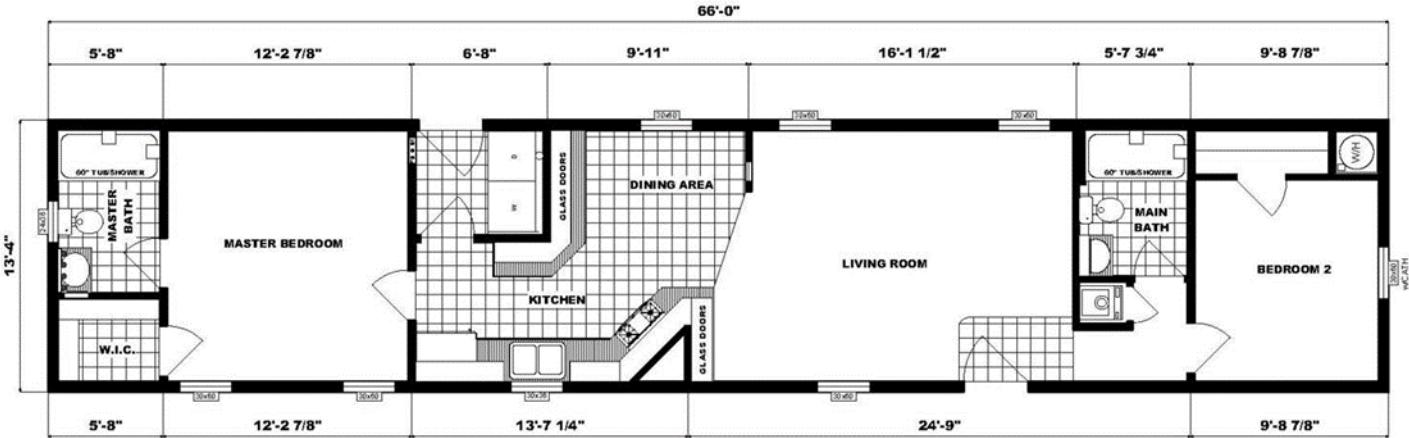 66'-0"
5'-8" 12'-2 7/8" 6'-8" 9'-11" 16'-1 1/2" 5'-7 3/4" 9'-8 7/8"
30x60 30x60 30x60
13'-4"
60" TUB/SHOWER
MASTER
BATH
24x36
MASTER BEDROOM
D
W
GLASS DOORS
DINING AREA
KITCHEN
LIVING ROOM
60" TUB/SHOWER
MAIN
BATH
W/H
BEDROOM 2
30x60
w/CATH
W.I.C.
GLASS DOORS
30x60 30x60 30x36 30x60
5'-8" 12'-2 7/8" 13'-7 1/4" 24'-9" 9'-8 7/8"